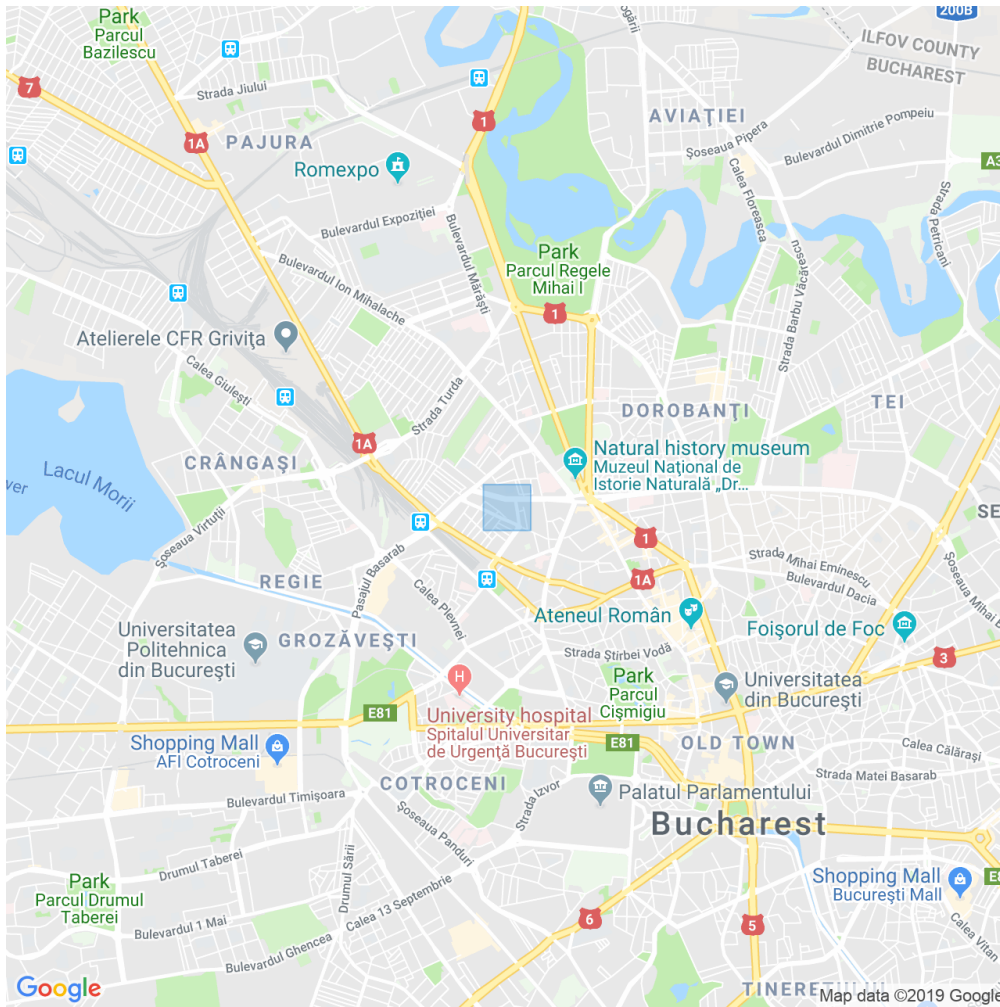 Park
Parcul
Bazilescu
200B
ILFOV COUNTY
BUCHAREST
7
Strada Jiului
1A
PAJURA
1
AVIAŢIEI
Șoseaua Pipera
Bulevardul Dimitrie Pompeiu
A3
Romexpo
Calea Floreasca
Strada Petricani
Bulevardul Expoziției
Bulevardul Mărăști
Park
Parcul Regele
Mihai I
Bulevardul Ion Mihalache
1
Strada Barbu Văcărescu
Atelierele CFR Grivița
Calea Giulești
Strada Turda
DOROBANŢI
TEI
1A
CRÂNGAȘI
Natural history museum
Muzeul Național de
Istorie Naturală „Dr...
Lacul Morii
ver
Șoseaua Virtuții
SE
1
Pasajul Basarab
Strada Mihai Eminescu
Bulevardul Dacia
Șoseaua Mihai B
REGIE
Calea Plevnei
1A
Ateneul Român
Foișorul de Foc
Universitatea
Politehnica
din București
GROZĂVEȘTI
Strada Știrbei Vodă
3
Park
Parcul
Cișmigiu
Universitatea
din București
H
E81
University hospital
Spitalul Universitar
de Urgență București
E81
OLD TOWN
Calea Călărași
Shopping Mall
AFI Cotroceni
COTROCENI
Strada Izvor
Palatul Parlamentului
Strada Matei Basarab
Bulevardul Timișoara
Șoseaua Panduri
Bucharest
Drumul Taberei
Drumul Sării
Park
Parcul Drumul
Taberei
Calea 13 Septembrie
Shopping Mall
București Mall
E8
Bulevardul 1 Mai
6
5
Calea Vitan
Bulevardul Ghencea
TINERETULUI
Google
Map data ©2019 Google